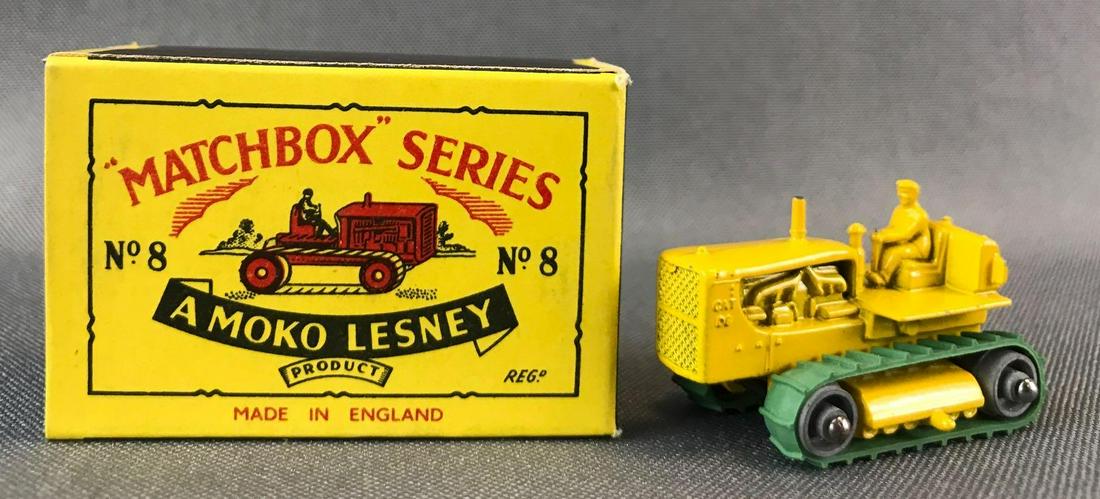 "MATCHBOX" SERIES
Nº 8
Nº 8
A MOKO LESNEY
PRODUCT
REGᴰ
MADE IN ENGLAND
CAT